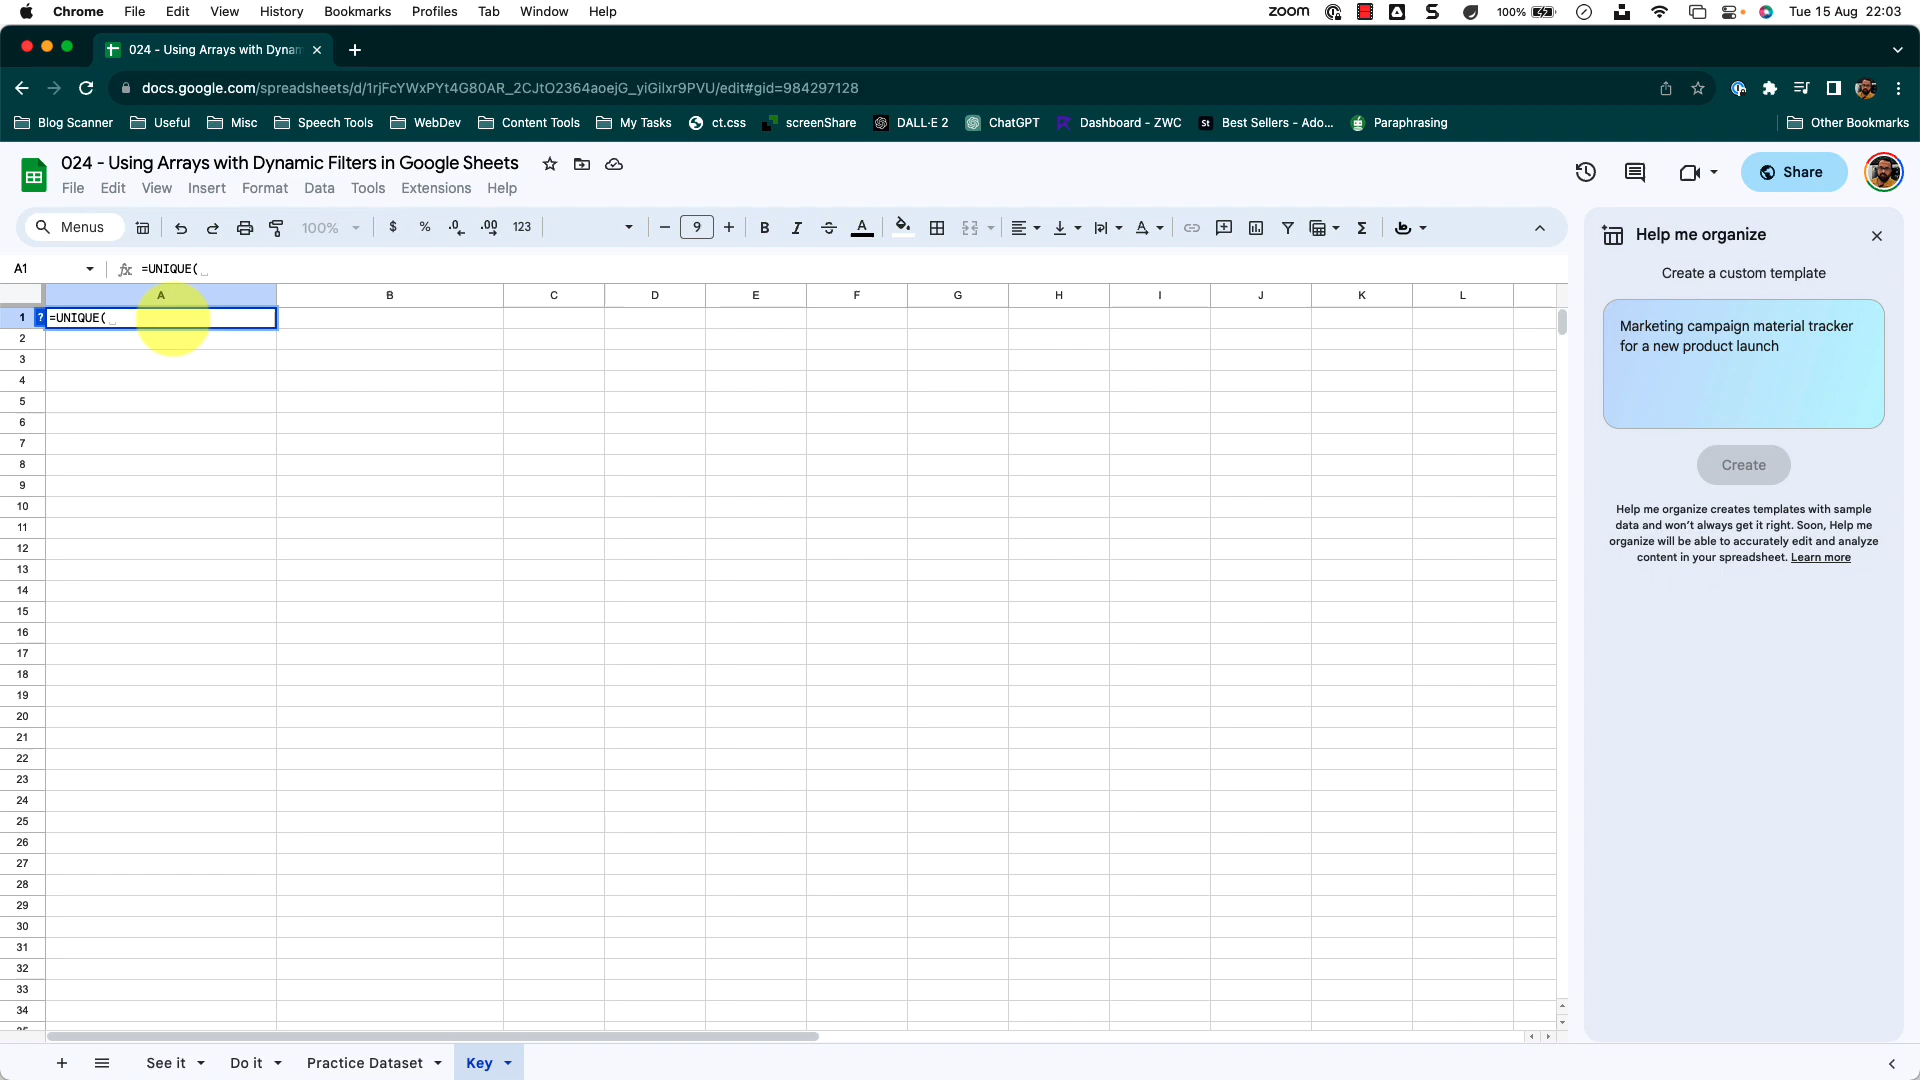 Chrome File Edit View History Bookmarks Profiles Tab Window Help zoom 100% Tue 15 Aug 22:03
024 - Using Arrays with Dynan
docs.google.com/spreadsheets/d/1rjFcYWxPYt4G80AR_2CJtO2364aoejG_yiGiIxr9PVU/edit#gid=984297128
Blog Scanner Useful Misc Speech Tools WebDev Content Tools My Tasks ct.css screenShare DALL·E 2 ChatGPT Dashboard - ZWC St Best Sellers - Ado... Paraphrasing Other Bookmarks
024 - Using Arrays with Dynamic Filters in Google Sheets
File Edit View Insert Format Data Tools Extensions Help
Share
Menus 100% $ % .0 .00 123 9 B I S A
A1 fx =UNIQUE(
A B C D E F G H I J K L
1 ? =UNIQUE(
2
3
4
5
6
7
8
9
10
11
12
13
14
15
16
17
18
19
20
21
22
23
24
25
26
27
28
29
30
31
32
33
34
Help me organize
Create a custom template
Marketing campaign material tracker
for a new product launch
Create
Help me organize creates templates with sample
data and won't always get it right. Soon, Help me
organize will be able to accurately edit and analyze
content in your spreadsheet. Learn more
See it Do it Practice Dataset Key